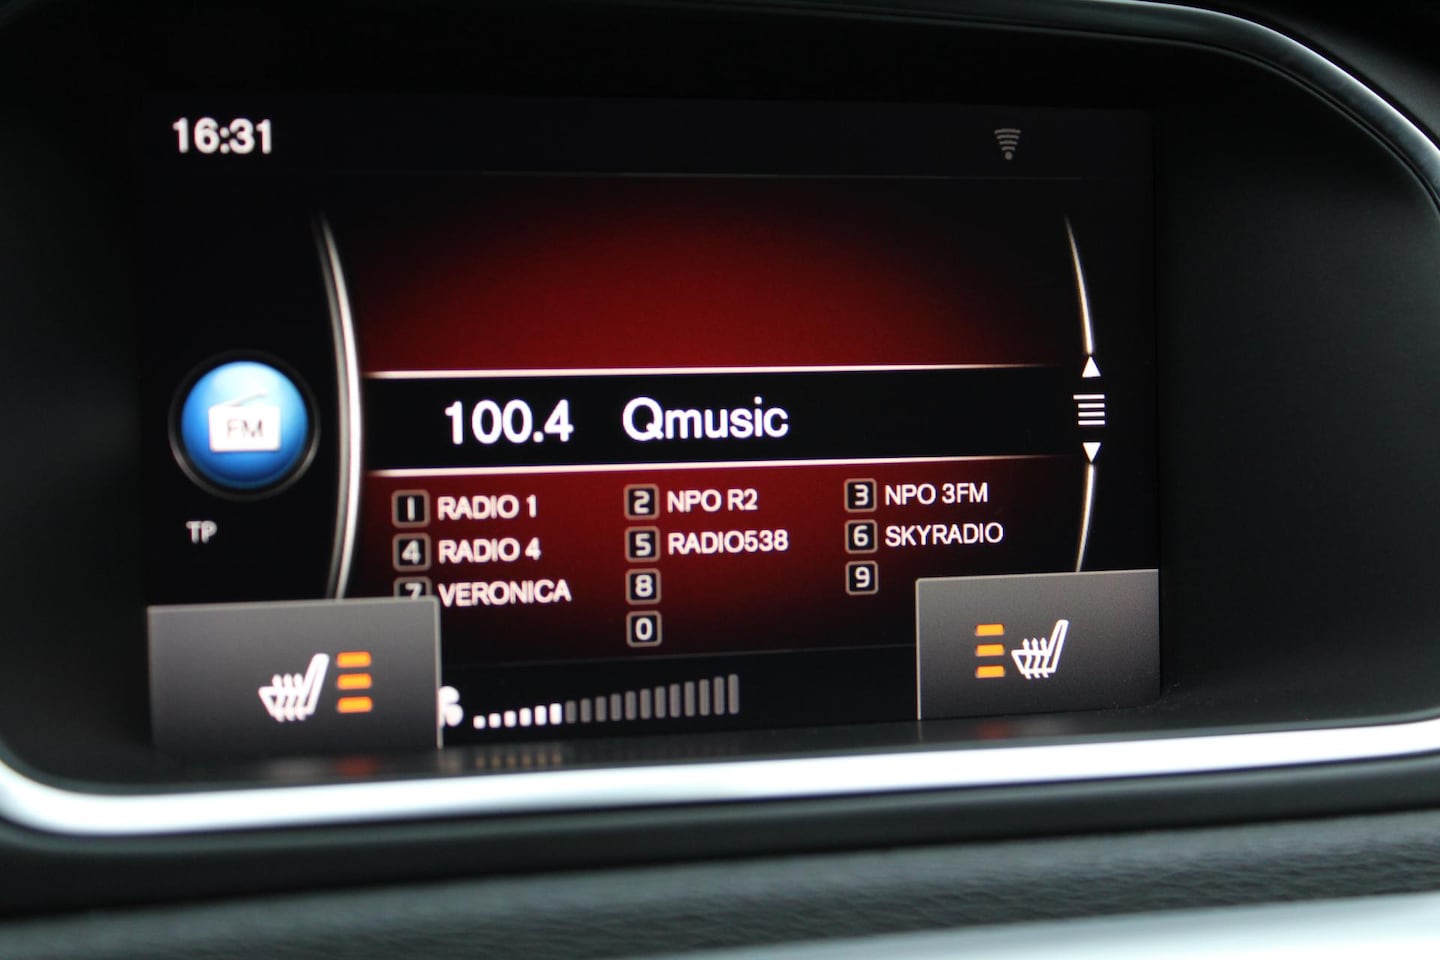 16:31
100.4 Qmusic
FM
1 RADIO 1 2 NPO R2 3 NPO 3FM
TP
4 RADIO 4 5 RADIO538 6 SKYRADIO
7 VERONICA 8 9
0